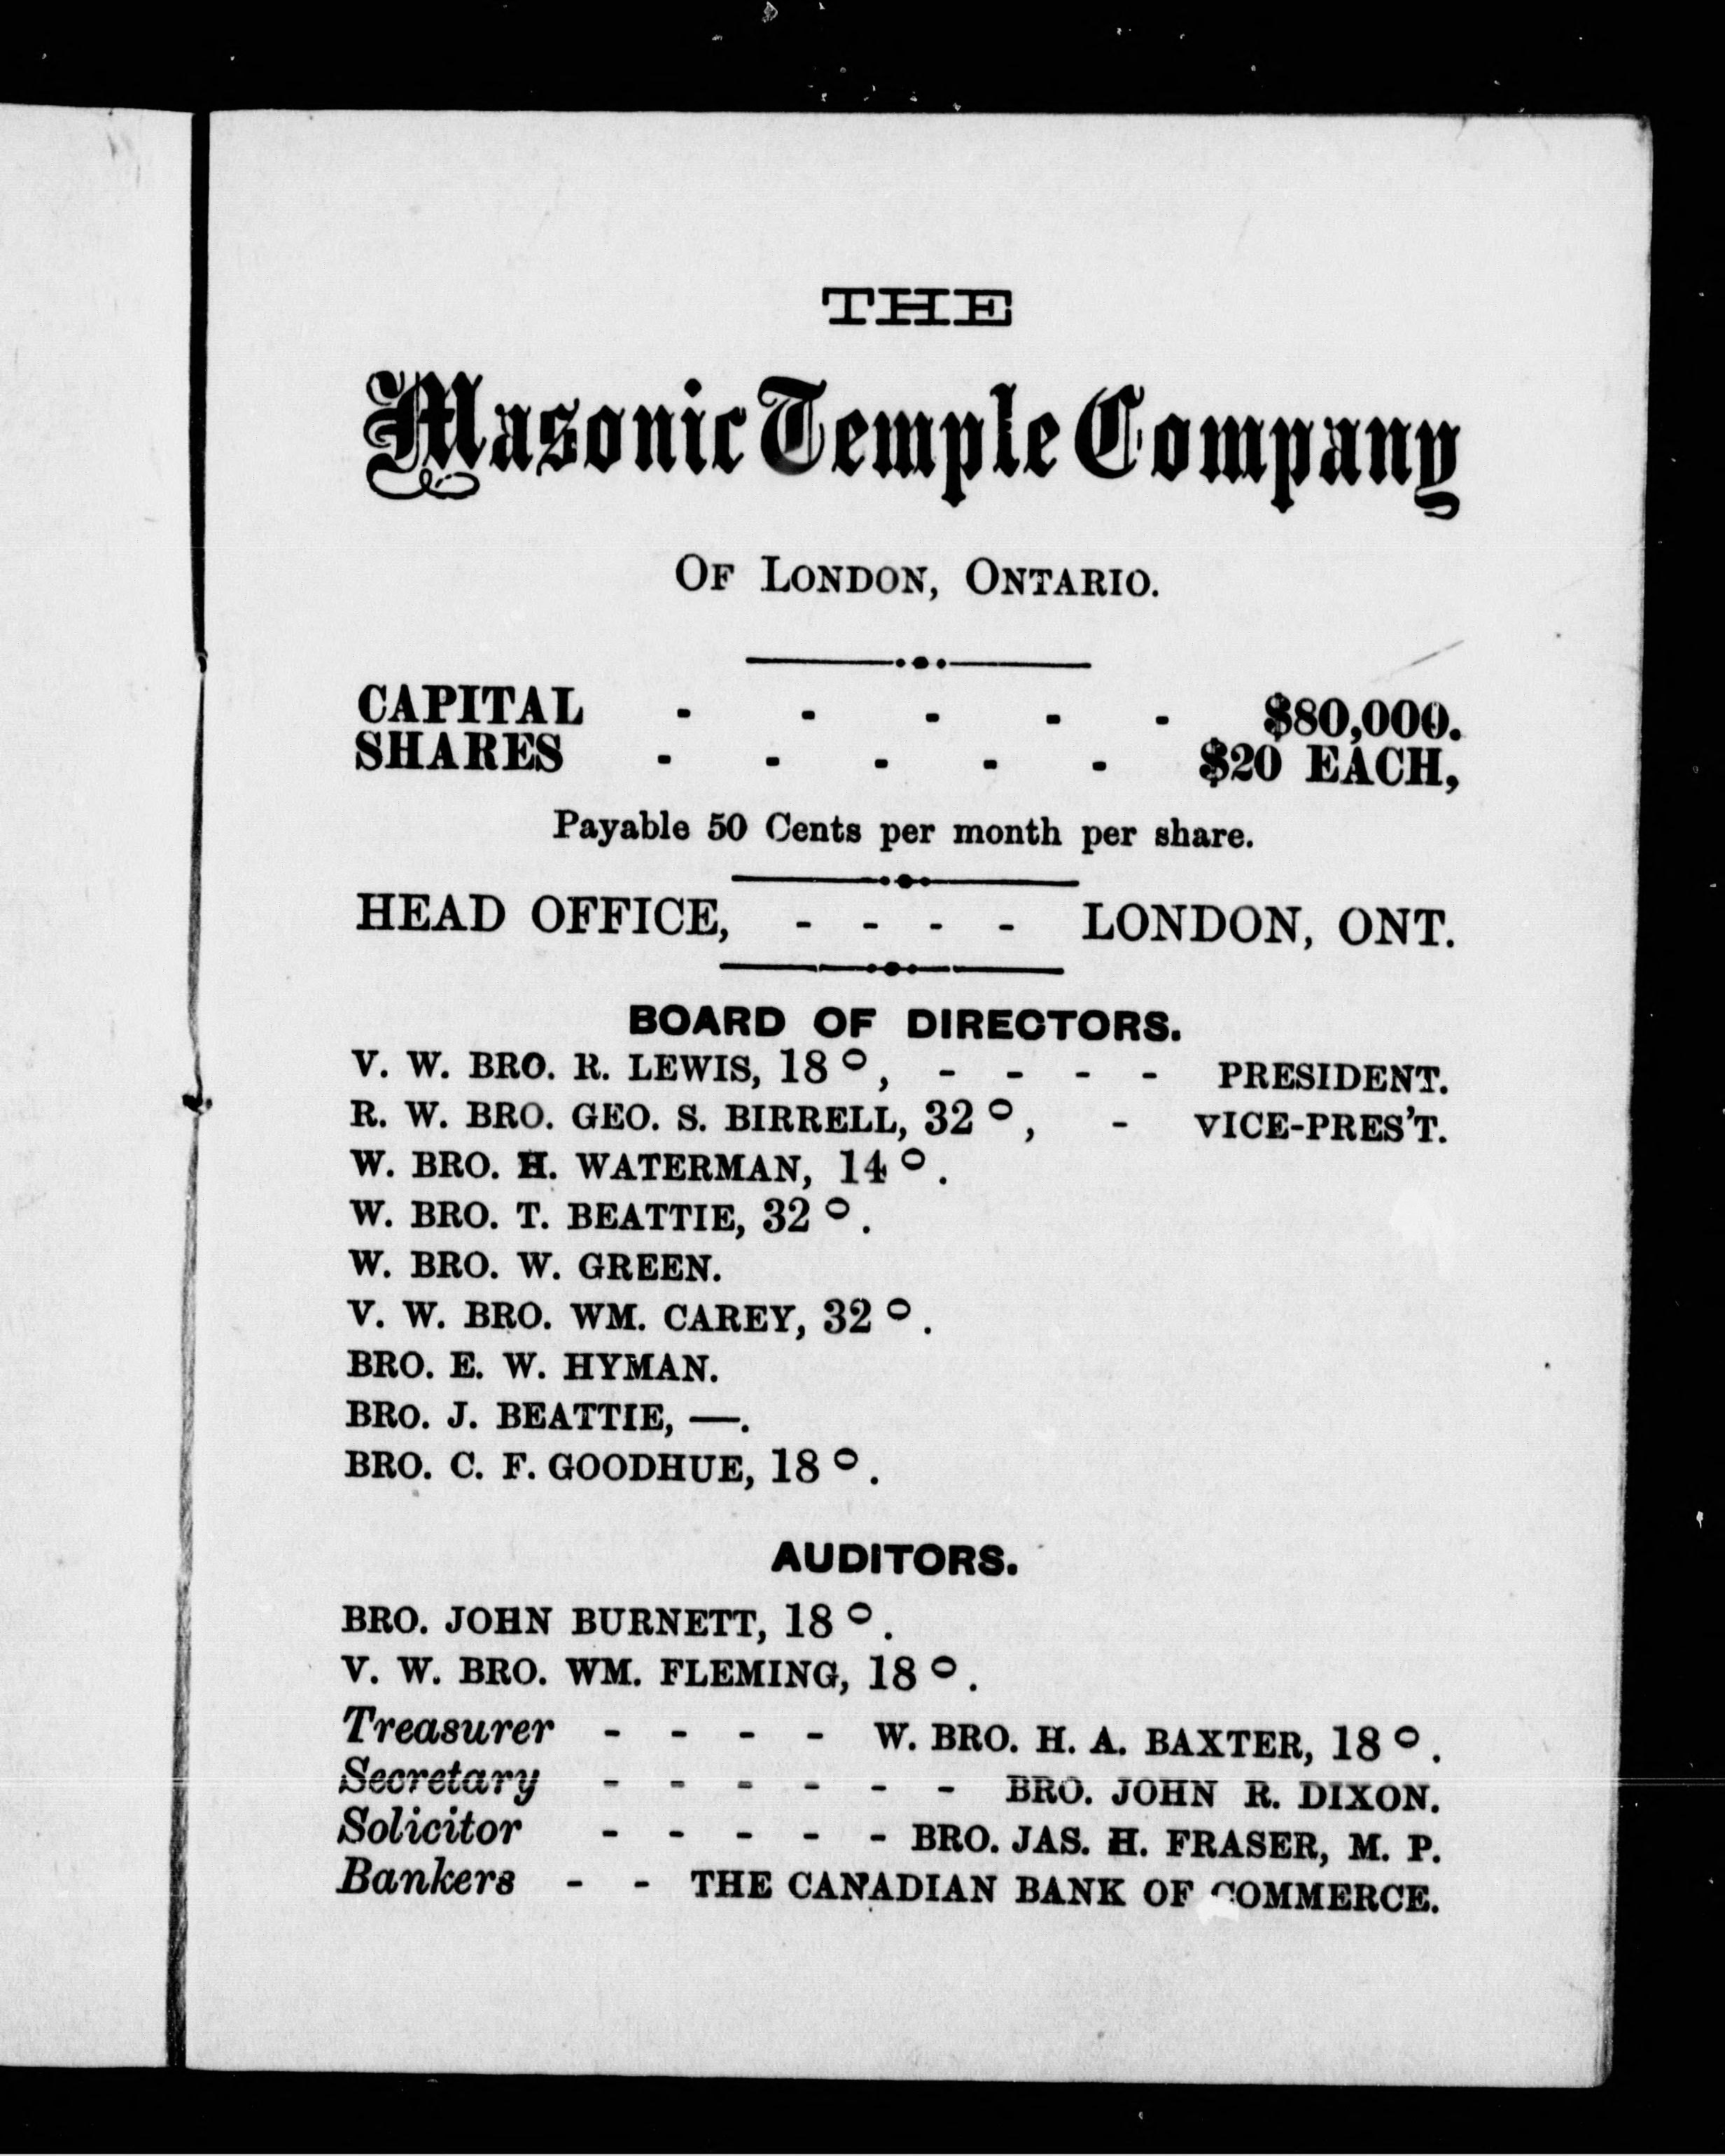 THE
Masonic Temple Company
OF LONDON, ONTARIO.
CAPITAL - - - - - $80,000.
SHARES - - - - - $20 EACH,
Payable 50 Cents per month per share.
HEAD OFFICE, - - - - LONDON, ONT.
BOARD OF DIRECTORS.
V. W. BRO. R. LEWIS, 18°, - - - - PRESIDENT.
R. W. BRO. GEO. S. BIRRELL, 32°, - VICE-PRES'T.
W. BRO. H. WATERMAN, 14°.
W. BRO. T. BEATTIE, 32°.
W. BRO. W. GREEN.
V. W. BRO. WM. CAREY, 32°.
BRO. E. W. HYMAN.
BRO. J. BEATTIE, —.
BRO. C. F. GOODHUE, 18°.
AUDITORS.
BRO. JOHN BURNETT, 18°.
V. W. BRO. WM. FLEMING, 18°.
Treasurer - - - - W. BRO. H. A. BAXTER, 18°.
Secretary - - - - - - BRO. JOHN R. DIXON.
Solicitor - - - - - BRO. JAS. H. FRASER, M. P.
Bankers - - THE CANADIAN BANK OF COMMERCE.